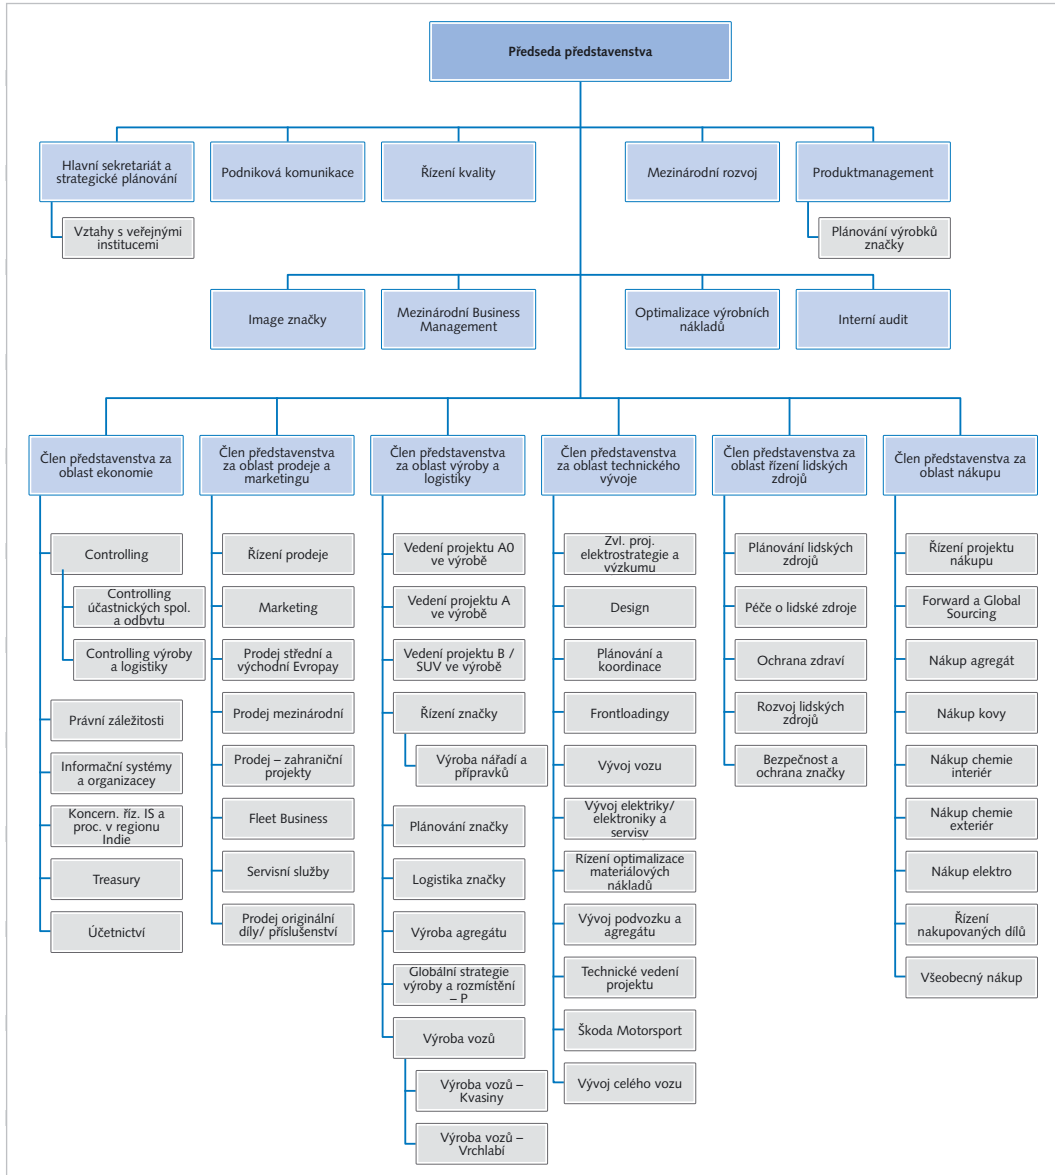 Předseda představenstva
Hlavní sekretariát a
strategické plánování
Podniková komunikace
Řízení kvality
Mezinárodní rozvoj
Produktmanagement
Vztahy s veřejnými
institucemi
Plánování výrobků
značky
Image značky
Mezinárodní Business
Management
Optimalizace výrobních
nákladů
Interní audit
Člen představenstva za
oblast ekonomie
Controlling
Controlling
účastnických spol.
a odbvtu
Controlling výroby
a logistiky
Právní záležitosti
Informační systémy
a organizacey
Koncern. říz. IS a
proc. v regionu
Indie
Treasury
Účetnictví
Člen představenstva
za oblast prodeje a
marketingu
Řízení prodeje
Marketing
Prodej střední a
východní Evropay
Prodej mezinárodní
Prodej – zahraniční
projekty
Fleet Business
Servisní služby
Prodej originální
díly/ příslušenství
Člen představenstva
za oblast výroby a
logistiky
Vedení projektu A0
ve výrobě
Vedení projektu A
ve výrobě
Vedení projektu B /
SUV ve výrobě
Řízení značky
Výroba nářadí a
přípravků
Plánování značky
Logistika značky
Výroba agregátu
Globální strategie
výroby a rozmístění
– P
Výroba vozů
Výroba vozů –
Kvasiny
Výroba vozů –
Vrchlabí
Člen představenstva
za oblast technického
vývoje
Zvl. proj.
elektrostrategie a
výzkumu
Design
Plánování a
koordinace
Frontloadingy
Vývoj vozu
Vývoj elektriky/
elektroniky a
servisv
Rízení optimalizace
materiálových
nákladů
Vývoj podvozku a
agregátu
Technické vedení
projektu
Škoda Motorsport
Vývoj celého vozu
Člen představenstva za
oblast řízení lidských
zdrojů
Plánování lidských
zdrojů
Péče o lidské zdroje
Ochrana zdraví
Rozvoj lidských
zdrojů
Bezpečnost a
ochrana značky
Člen představenstva za
oblast nákupu
Řízení projektu
nákupu
Forward a Global
Sourcing
Nákup agregát
Nákup kovy
Nákup chemie
interiér
Nákup chemie
exteriér
Nákup elektro
Řízení
nakupovaných dílů
Všeobecný nákup